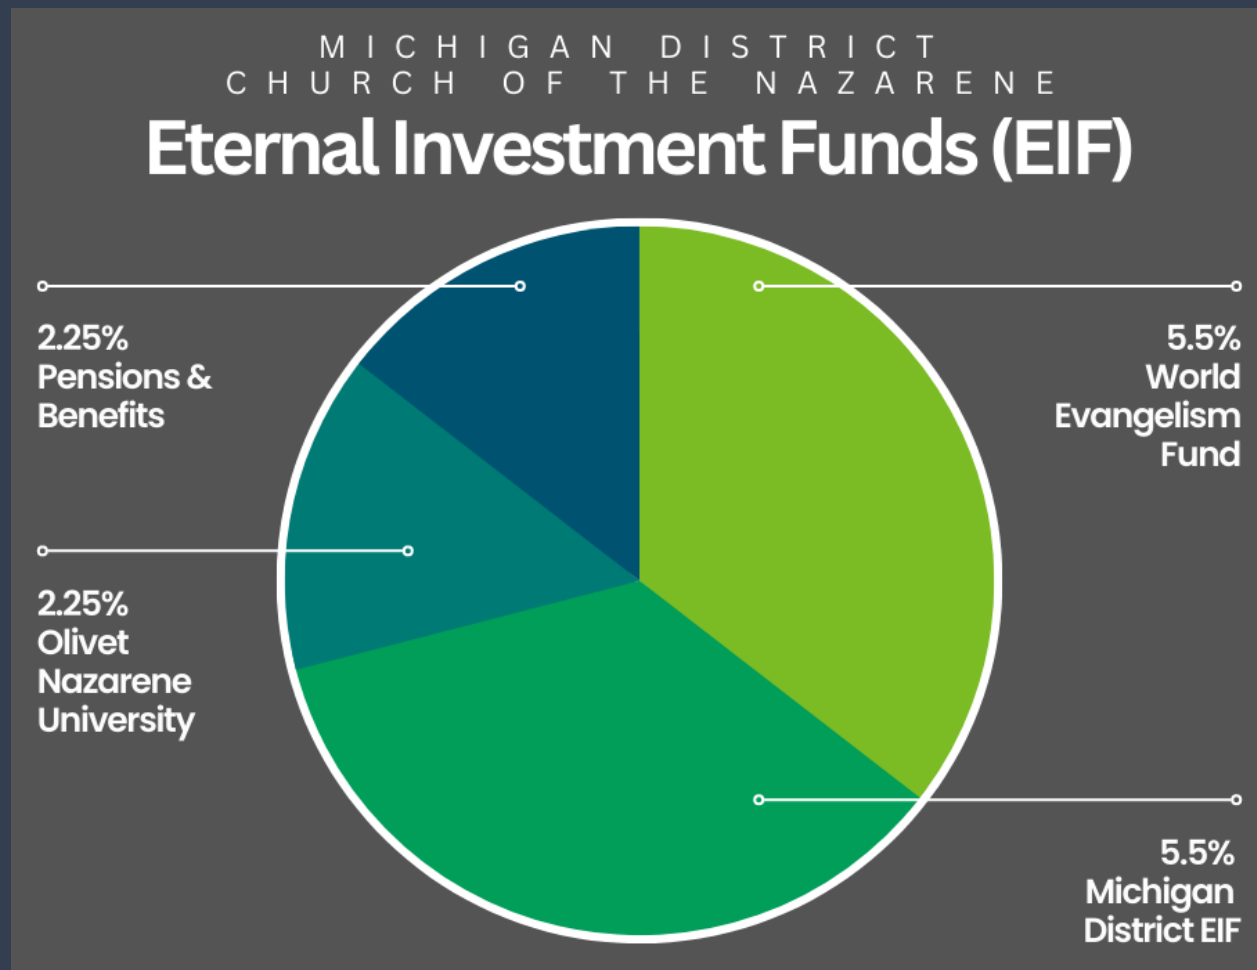 MICHIGAN DISTRICT
CHURCH OF THE NAZARENE
Eternal Investment Funds (EIF)
2.25%
Pensions &
Benefits
5.5%
World
Evangelism
Fund
2.25%
Olivet
Nazarene
University
5.5%
Michigan
District EIF